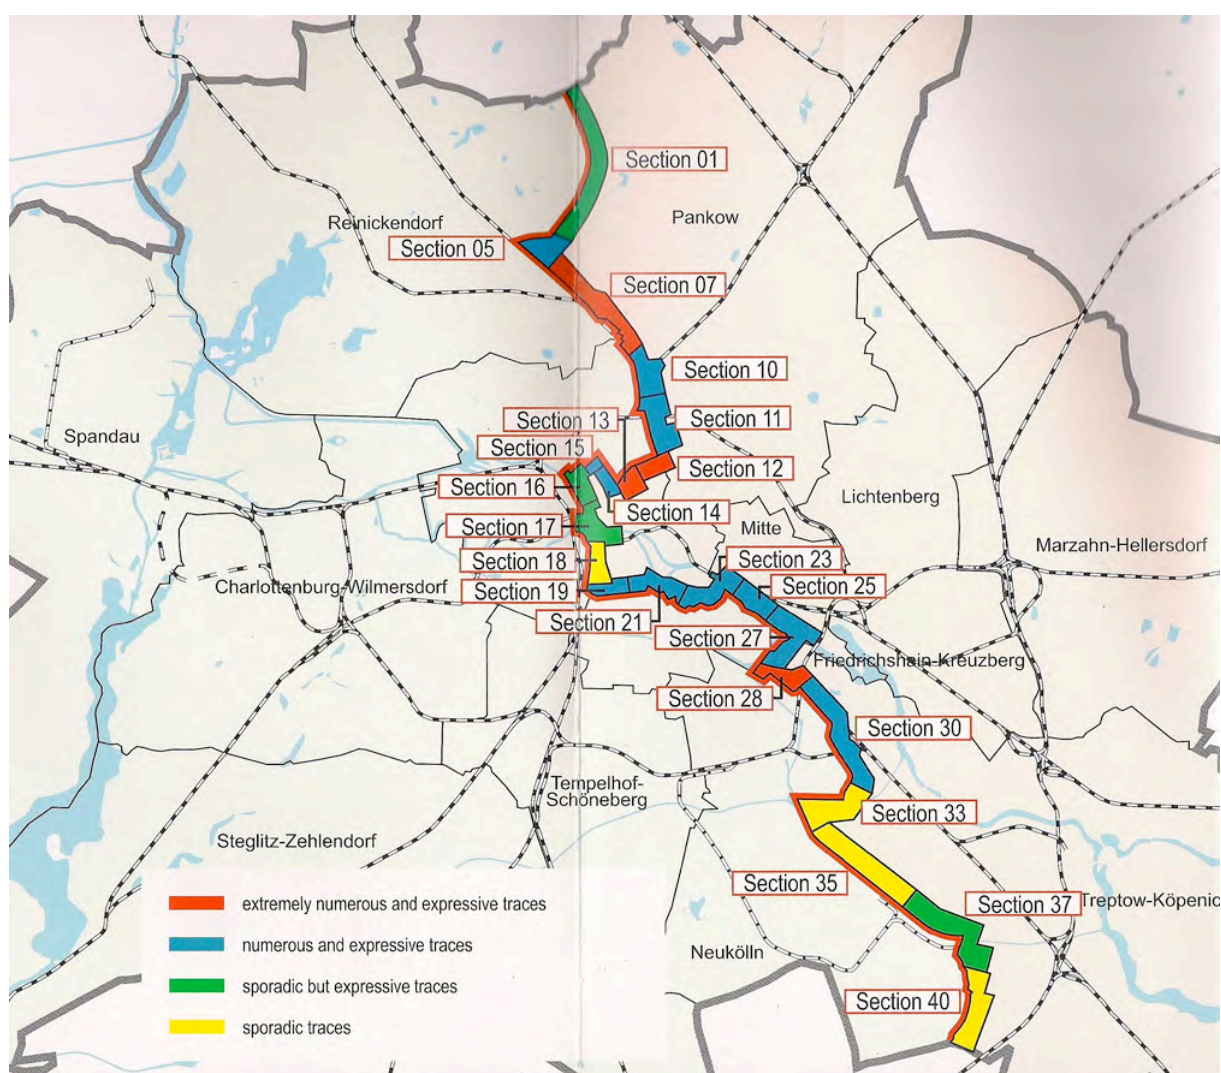 Section 01
Reinickendorf
Pankow
Section 05
Section 07
Section 10
Section 13
Section 11
Spandau
Section 15
Section 12
Section 16
Lichtenberg
Section 14
Section 17
Mitte
Marzahn-Hellersdorf
Section 18
Section 23
Charlottenburg-Wilmersdorf
Section 19
Section 25
Section 21
Section 27
Friedrichshain-Kreuzberg
Section 28
Section 30
Tempelhof-
Schöneberg
Section 33
Steglitz-Zehlendorf
Section 35
Section 37
Treptow-Köpenic
extremely numerous and expressive traces
numerous and expressive traces
Neukölln
sporadic but expressive traces
Section 40
sporadic traces